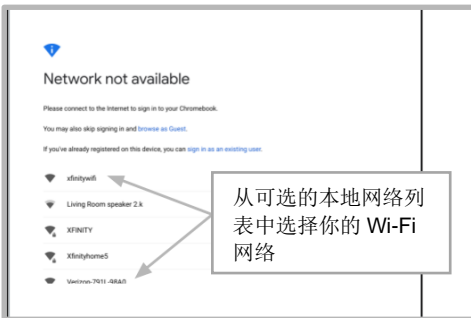 Network not available
Please connect to the Internet to sign in to your Chromebook.
You may also skip signing in and browse as Guest.
If you've already registered on this device, you can sign in as an existing user.
xfinitywifi
Living Room speaker 2.k
XFINITY
Xfinityhome5
Verizon-791L-98A0
从可选的本地网络列
表中选择你的 Wi-Fi
网络